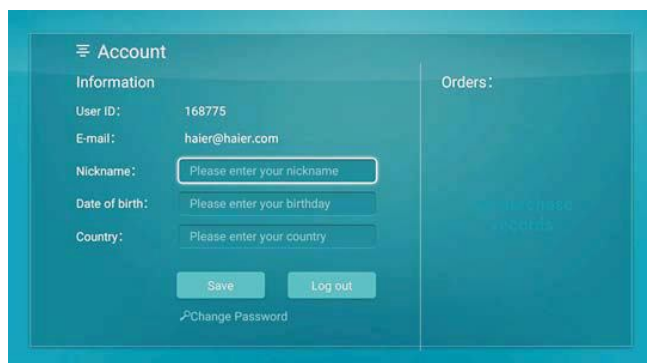 Account
Information
User ID: 168775
E-mail: haier@haier.com
Nickname: Please enter your nickname
Date of birth: Please enter your birthday
Country: Please enter your country
Save Log out
Change Password
Orders:
records